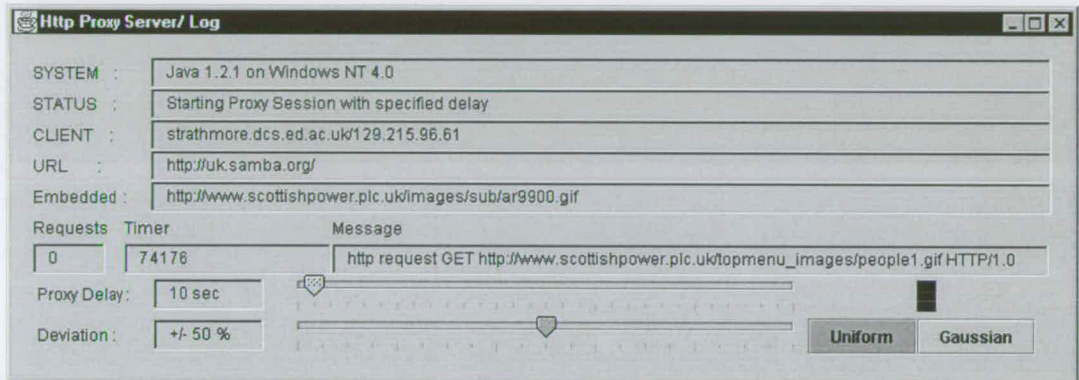 Http Proxy Server/ Log
SYSTEM : Java 1.2.1 on Windows NT 4.0
STATUS : Starting Proxy Session with specified delay
CLIENT : strathmore.dcs.ed.ac.uk/129.215.96.61
URL : http://uk.samba.org/
Embedded : http://www.scottishpower.plc.uk/images/sub/ar9900.gif
Requests Timer Message
0 74176 http request GET http://www.scottishpower.plc.uk/topmenu_images/people1.gif HTTP/1.0
Proxy Delay: 10 sec
Deviation : +/- 50 % Uniform Gaussian